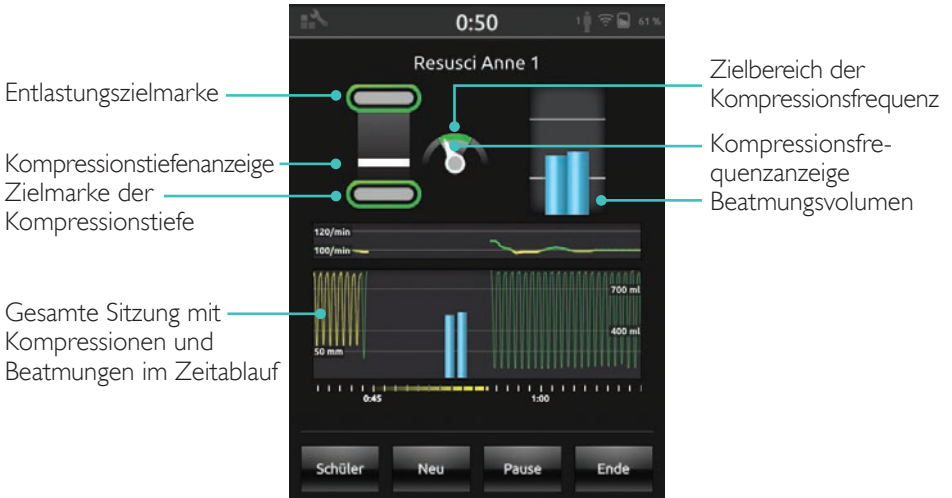 0:50
1
61 %
Resusci Anne 1
Entlastungszielmarke
Kompressionstiefenanzeige
Zielmarke der
Kompressionstiefe
Gesamte Sitzung mit
Kompressionen und
Beatmungen im Zeitablauf
Zielbereich der
Kompressionsfrequenz
Kompressionsfre-
quenzanzeige
Beatmungsvolumen
120/min
100/min
700 ml
400 ml
50 mm
0:45
1:00
Schüler
Neu
Pause
Ende